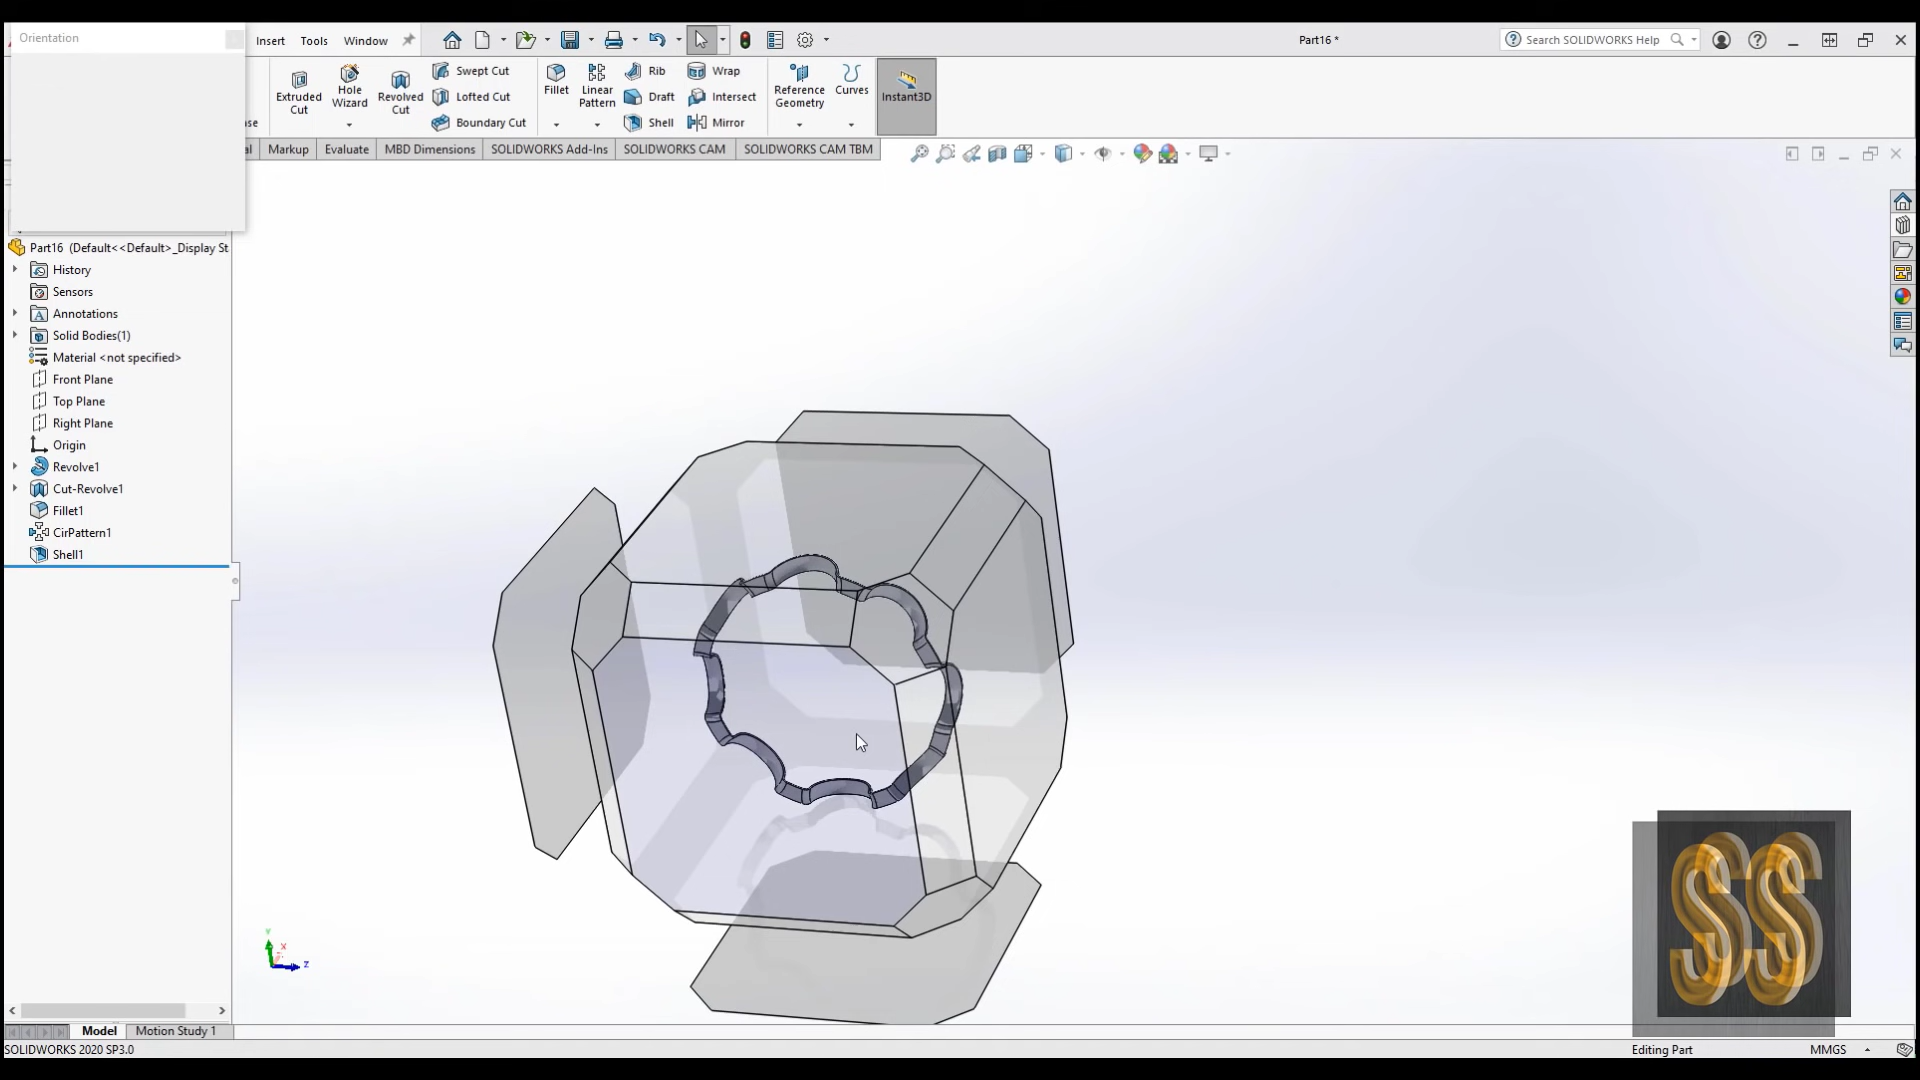 Orientation
Insert Tools Window
Part16 *
Search SOLIDWORKS Help
Extruded Cut
Hole Wizard
Revolved Cut
Swept Cut
Lofted Cut
Boundary Cut
Fillet
Linear Pattern
Rib
Draft
Shell
Wrap
Intersect
Mirror
Reference Geometry
Curves
Instant3D
Markup Evaluate MBD Dimensions SOLIDWORKS Add-Ins SOLIDWORKS CAM SOLIDWORKS CAM TBM
Part16 (Default<<Default>_Display St
History
Sensors
Annotations
Solid Bodies(1)
Material <not specified>
Front Plane
Top Plane
Right Plane
Origin
Revolve1
Cut-Revolve1
Fillet1
CirPattern1
Shell1
Y
X
Z
SS
Model Motion Study 1
SOLIDWORKS 2020 SP3.0
Editing Part
MMGS